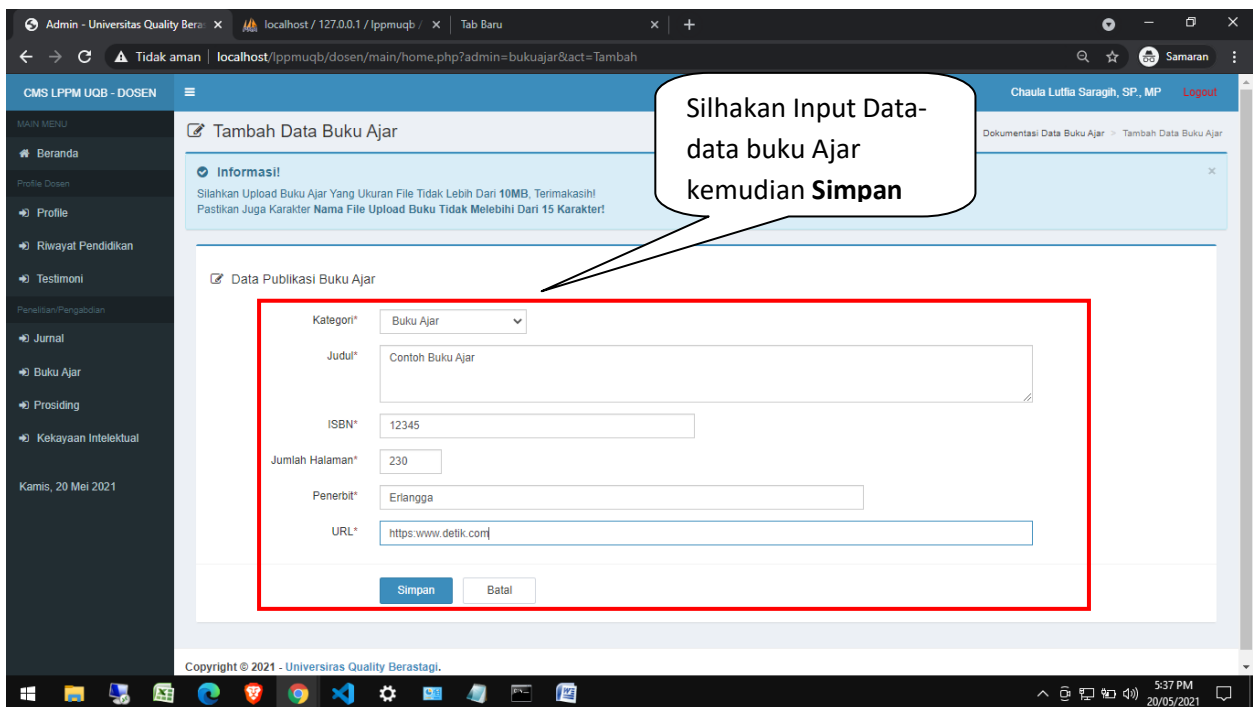 Admin - Universitas Quality Beras
localhost / 127.0.0.1 / lppmuqb /
Tab Baru
Tidak aman | localhost/lppmuqb/dosen/main/home.php?admin=bukuajar&act=Tambah
Samaran
CMS LPPM UQB - DOSEN
Chaula Lutfia Saragih, SP., MP
Logout
Silhakan Input Data-
data buku Ajar
kemudian Simpan
MAIN MENU
Beranda
Profile Dosen
Profile
Riwayat Pendidikan
Testimoni
Penelitian/Pengabdian
Jurnal
Buku Ajar
Prosiding
Kekayaan Intelektual
Kamis, 20 Mei 2021
Tambah Data Buku Ajar
Dokumentasi Data Buku Ajar > Tambah Data Buku Ajar
Informasi!
Silahkan Upload Buku Ajar Yang Ukuran File Tidak Lebih Dari 10MB, Terimakasih!
Pastikan Juga Karakter Nama File Upload Buku Tidak Melebihi Dari 15 Karakter!
Data Publikasi Buku Ajar
Kategori* Buku Ajar
Judul* Contoh Buku Ajar
ISBN* 12345
Jumlah Halaman* 230
Penerbit* Erlangga
URL* https:www.detik.com
Simpan Batal
Copyright © 2021 - Universiras Quality Berastagi.
5:37 PM
20/05/2021